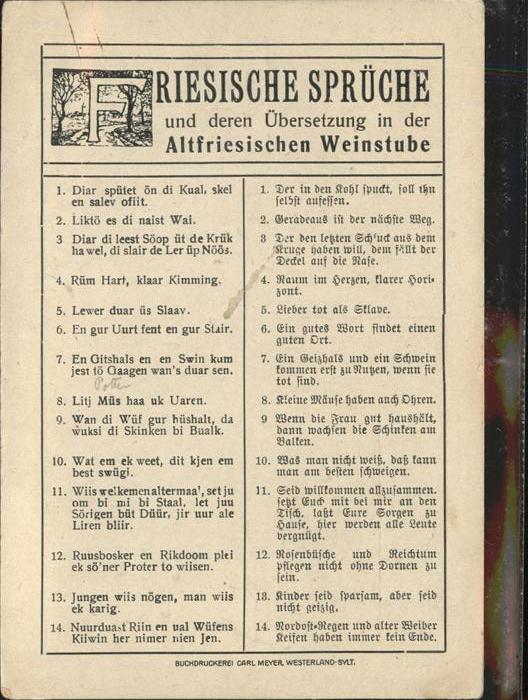 FRIESISCHE SPRÜCHE
und deren Übersetzung in der
Altfriesischen Weinstube
1. Diar spütet ön di Kual, skel
en salev ofiit.
2. Liktö es di naist Wai.
3 Diar di leest Söop üt de Krük
ha wel, di slair de Ler üp Nöös.
4. Rüm Hart, klaar Kimming.
5. Lewer duar üs Slaav.
6. En gur Uurt fent en gur Stair.
7. En Gitshals en en Swin kum
jest tö Gaagen wan's duar sen.
Potten
8. Litj Müs haa uk Uaren.
9. Wan di Wüf gur hüshalt, da
wuksi di Skinken bi Bualk.
10. Wat em ek weet, dit kjen em
best swügi.
11. Wiis welkemen altermaa', set ju
om bi mi bi Staal, let juu
Sörigen büt Düür, jir uur ale
Liren bliir.
12. Ruusbosker en Rikdoom plei
ek sö'ner Proter to wiisen.
13. Jungen wiis nögen, man wiis
ek karig.
14. Nuurduast Riin en ual Wüfens
Kiiwin her nimer nien Jen.
1. Der in den Kohl spuckt, soll ihn
selbst aufessen.
2. Geradeaus ist der nächste Weg.
3 Der den letzten Schluck aus dem
Kruge haben will, dem fällt der
Deckel auf die Nase.
4. Raum im Herzen, klarer Hori-
zont.
5. Lieber tot als Sklave.
6. Ein gutes Wort findet einen
guten Ort.
7. Ein Geizhals und ein Schwein
kommen erst zu Nutzen, wenn sie
tot sind.
8. Kleine Mäuse haben auch Ohren.
9 Wenn die Frau gut haushält,
dann wachsen die Schinken am
Balken.
10. Was man nicht weiß, daß kann
man am besten schweigen.
11. Seid willkommen allzusammen.
setzt Euch mit bei mir an den
Tisch, laßt Eure Sorgen zu
Hause, hier werden alle Leute
vergnügt.
12. Rosenbüsche und Reichtum
pflegen nicht ohne Dornen zu
sein.
13. Kinder seid sparsam, aber seid
nicht geizig.
14. Nordost-Regen und alter Weiber
Keifen haben immer kein Ende.
BUCHDRUCKEREI CARL MEYER, WESTERLAND-SYLT.